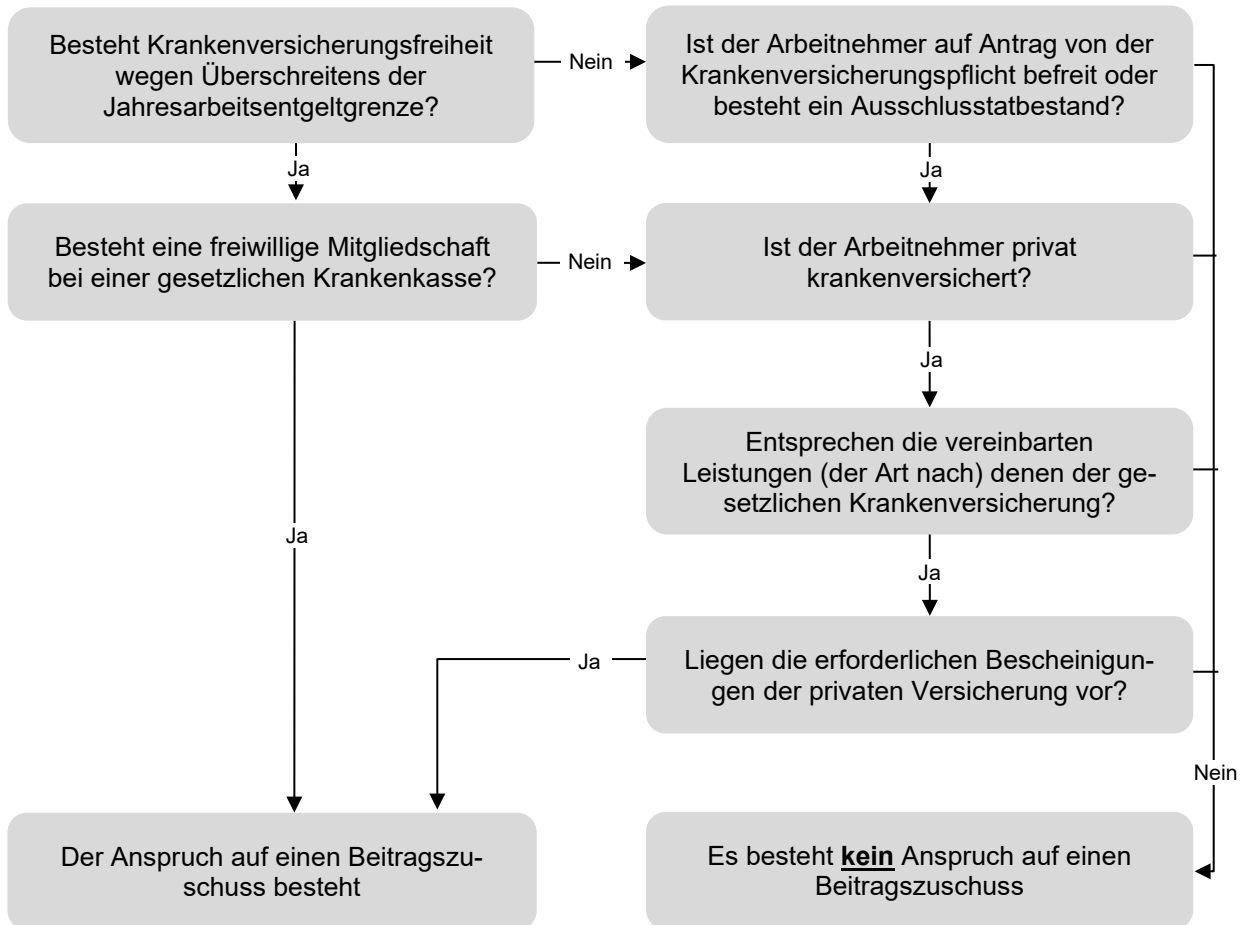 Besteht Krankenversicherungsfreiheit
wegen Überschreitens der
Jahresarbeitsentgeltgrenze?
Nein
Ist der Arbeitnehmer auf Antrag von der
Krankenversicherungspflicht befreit oder
besteht ein Ausschlusstatbestand?
Ja
Ja
Besteht eine freiwillige Mitgliedschaft
bei einer gesetzlichen Krankenkasse?
Nein
Ist der Arbeitnehmer privat
krankenversichert?
Ja
Entsprechen die vereinbarten
Leistungen (der Art nach) denen der ge-
setzlichen Krankenversicherung?
Ja
Ja
Ja
Liegen die erforderlichen Bescheinigun-
gen der privaten Versicherung vor?
Nein
Der Anspruch auf einen Beitragszu-
schuss besteht
Es besteht kein Anspruch auf einen
Beitragszuschuss